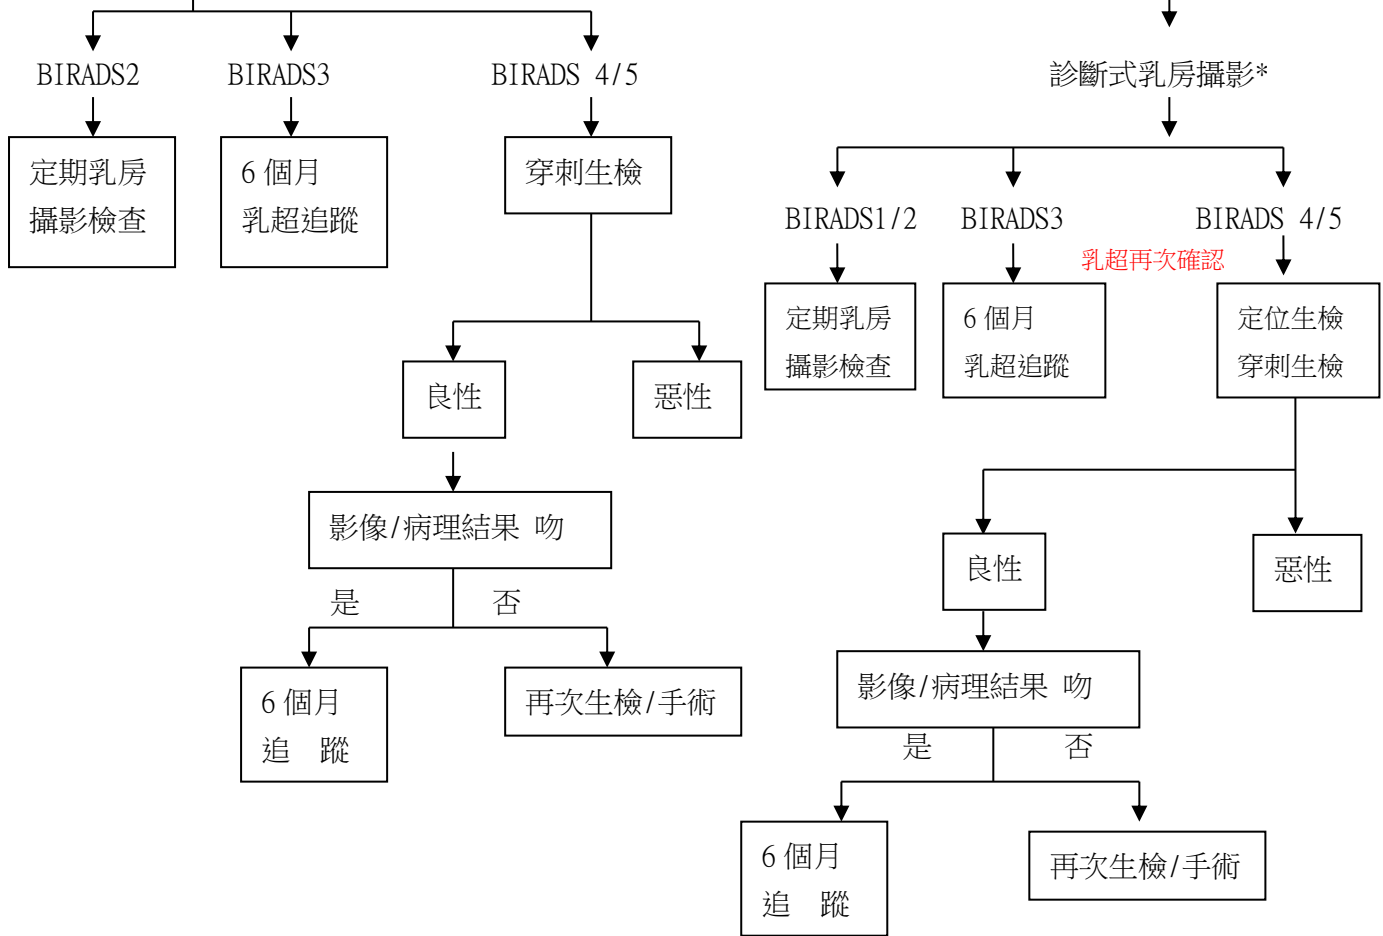 BIRADS2
BIRADS3
BIRADS 4/5
定期乳房
攝影檢查
6 個月
乳超追蹤
穿刺生檢
良性
惡性
影像/病理結果 吻
是
否
6 個月
追 蹤
再次生檢/手術
診斷式乳房攝影*
BIRADS1/2
BIRADS3
BIRADS 4/5
乳超再次確認
定期乳房
攝影檢查
6 個月
乳超追蹤
定位生檢
穿刺生檢
良性
惡性
影像/病理結果 吻
是
否
6 個月
追 蹤
再次生檢/手術